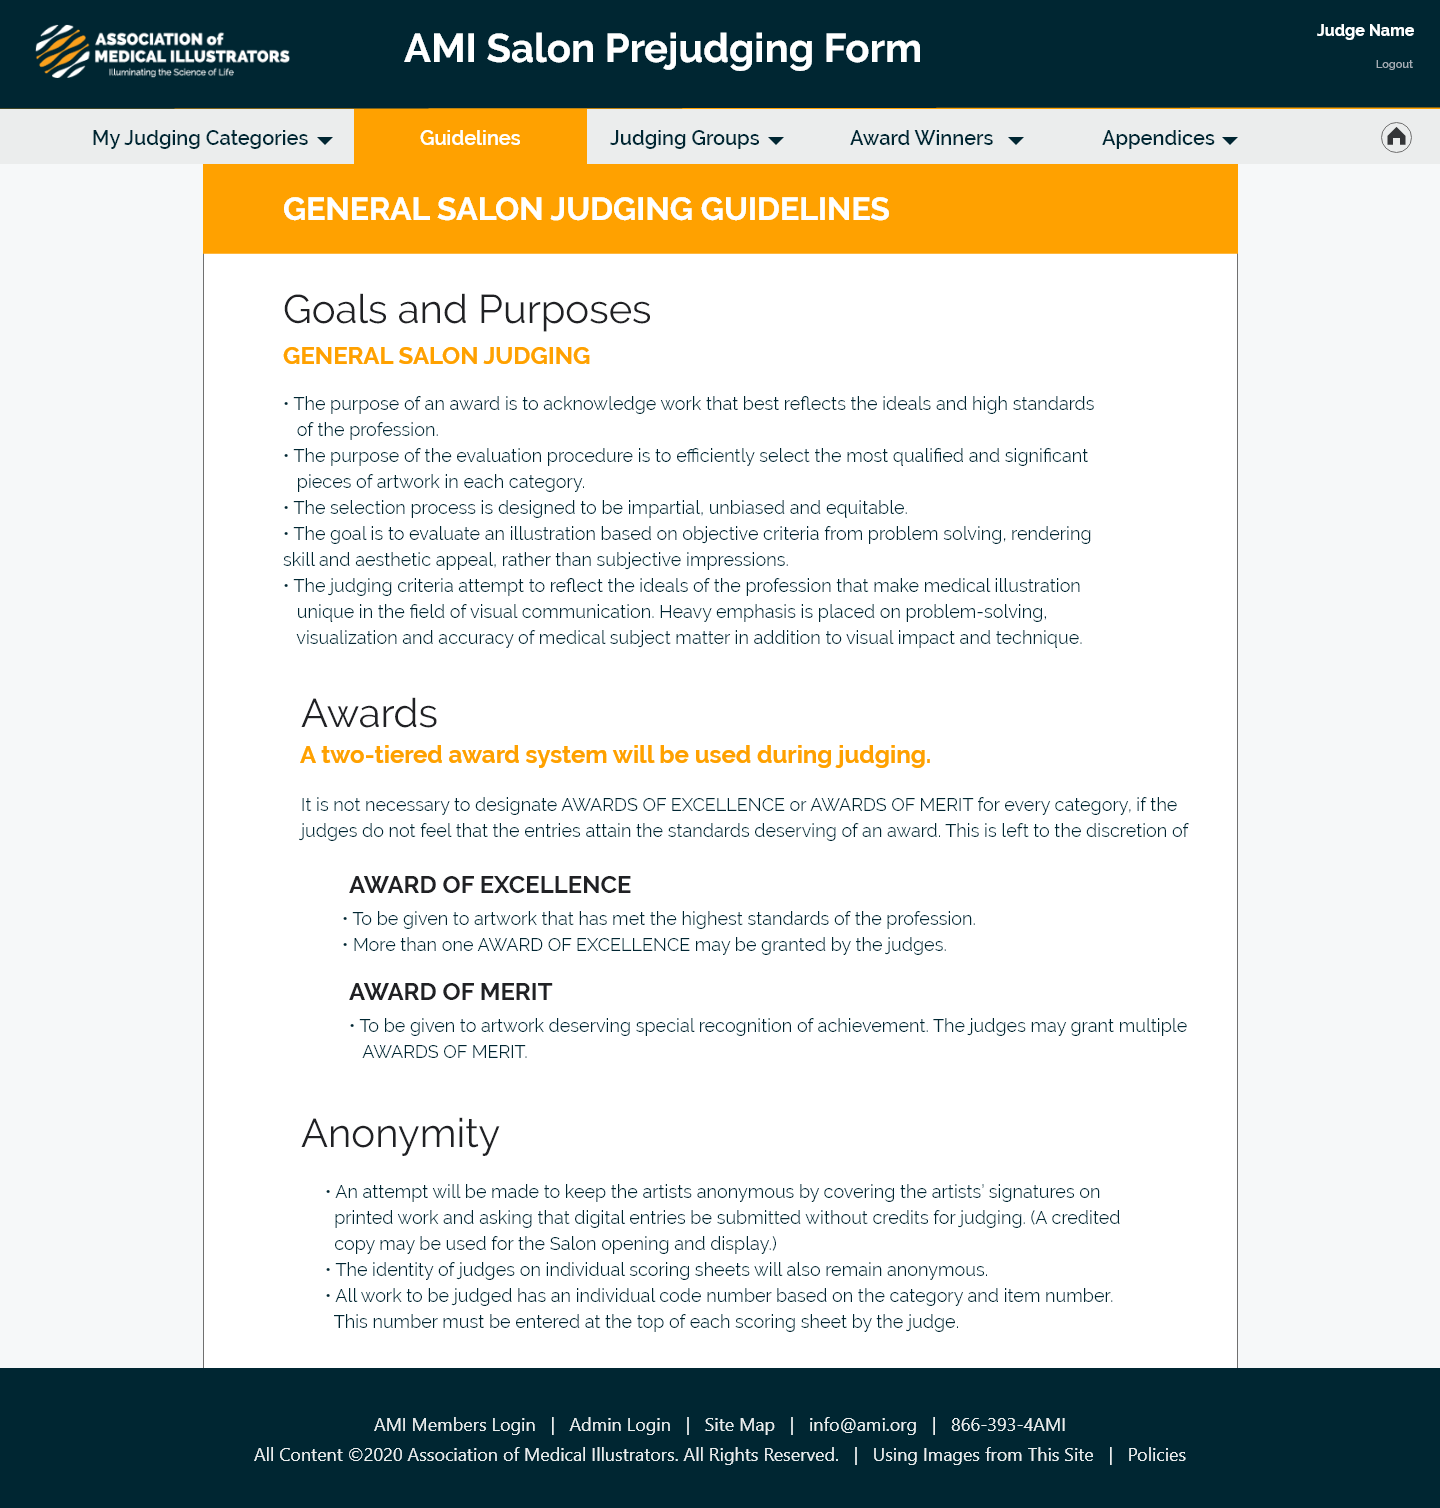 ASSOCIATION of
MEDICAL ILLUSTRATORS
Illuminating the Science of Life
AMI Salon Prejudging Form
Judge Name
Logout
My Judging Categories
Guidelines
Judging Groups
Award Winners
Appendices
GENERAL SALON JUDGING GUIDELINES
Goals and Purposes
GENERAL SALON JUDGING
• The purpose of an award is to acknowledge work that best reflects the ideals and high standards
of the profession.
• The purpose of the evaluation procedure is to efficiently select the most qualified and significant
pieces of artwork in each category.
• The selection process is designed to be impartial, unbiased and equitable.
• The goal is to evaluate an illustration based on objective criteria from problem solving, rendering
skill and aesthetic appeal, rather than subjective impressions.
• The judging criteria attempt to reflect the ideals of the profession that make medical illustration
unique in the field of visual communication. Heavy emphasis is placed on problem-solving,
visualization and accuracy of medical subject matter in addition to visual impact and technique.
Awards
A two-tiered award system will be used during judging.
It is not necessary to designate AWARDS OF EXCELLENCE or AWARDS OF MERIT for every category, if the
judges do not feel that the entries attain the standards deserving of an award. This is left to the discretion of
AWARD OF EXCELLENCE
• To be given to artwork that has met the highest standards of the profession.
• More than one AWARD OF EXCELLENCE may be granted by the judges.
AWARD OF MERIT
• To be given to artwork deserving special recognition of achievement. The judges may grant multiple
AWARDS OF MERIT.
Anonymity
• An attempt will be made to keep the artists anonymous by covering the artists' signatures on
printed work and asking that digital entries be submitted without credits for judging. (A credited
copy may be used for the Salon opening and display.)
• The identity of judges on individual scoring sheets will also remain anonymous.
• All work to be judged has an individual code number based on the category and item number.
This number must be entered at the top of each scoring sheet by the judge.
AMI Members Login | Admin Login | Site Map | info@ami.org | 866-393-4AMI
All Content ©2020 Association of Medical Illustrators. All Rights Reserved. | Using Images from This Site | Policies